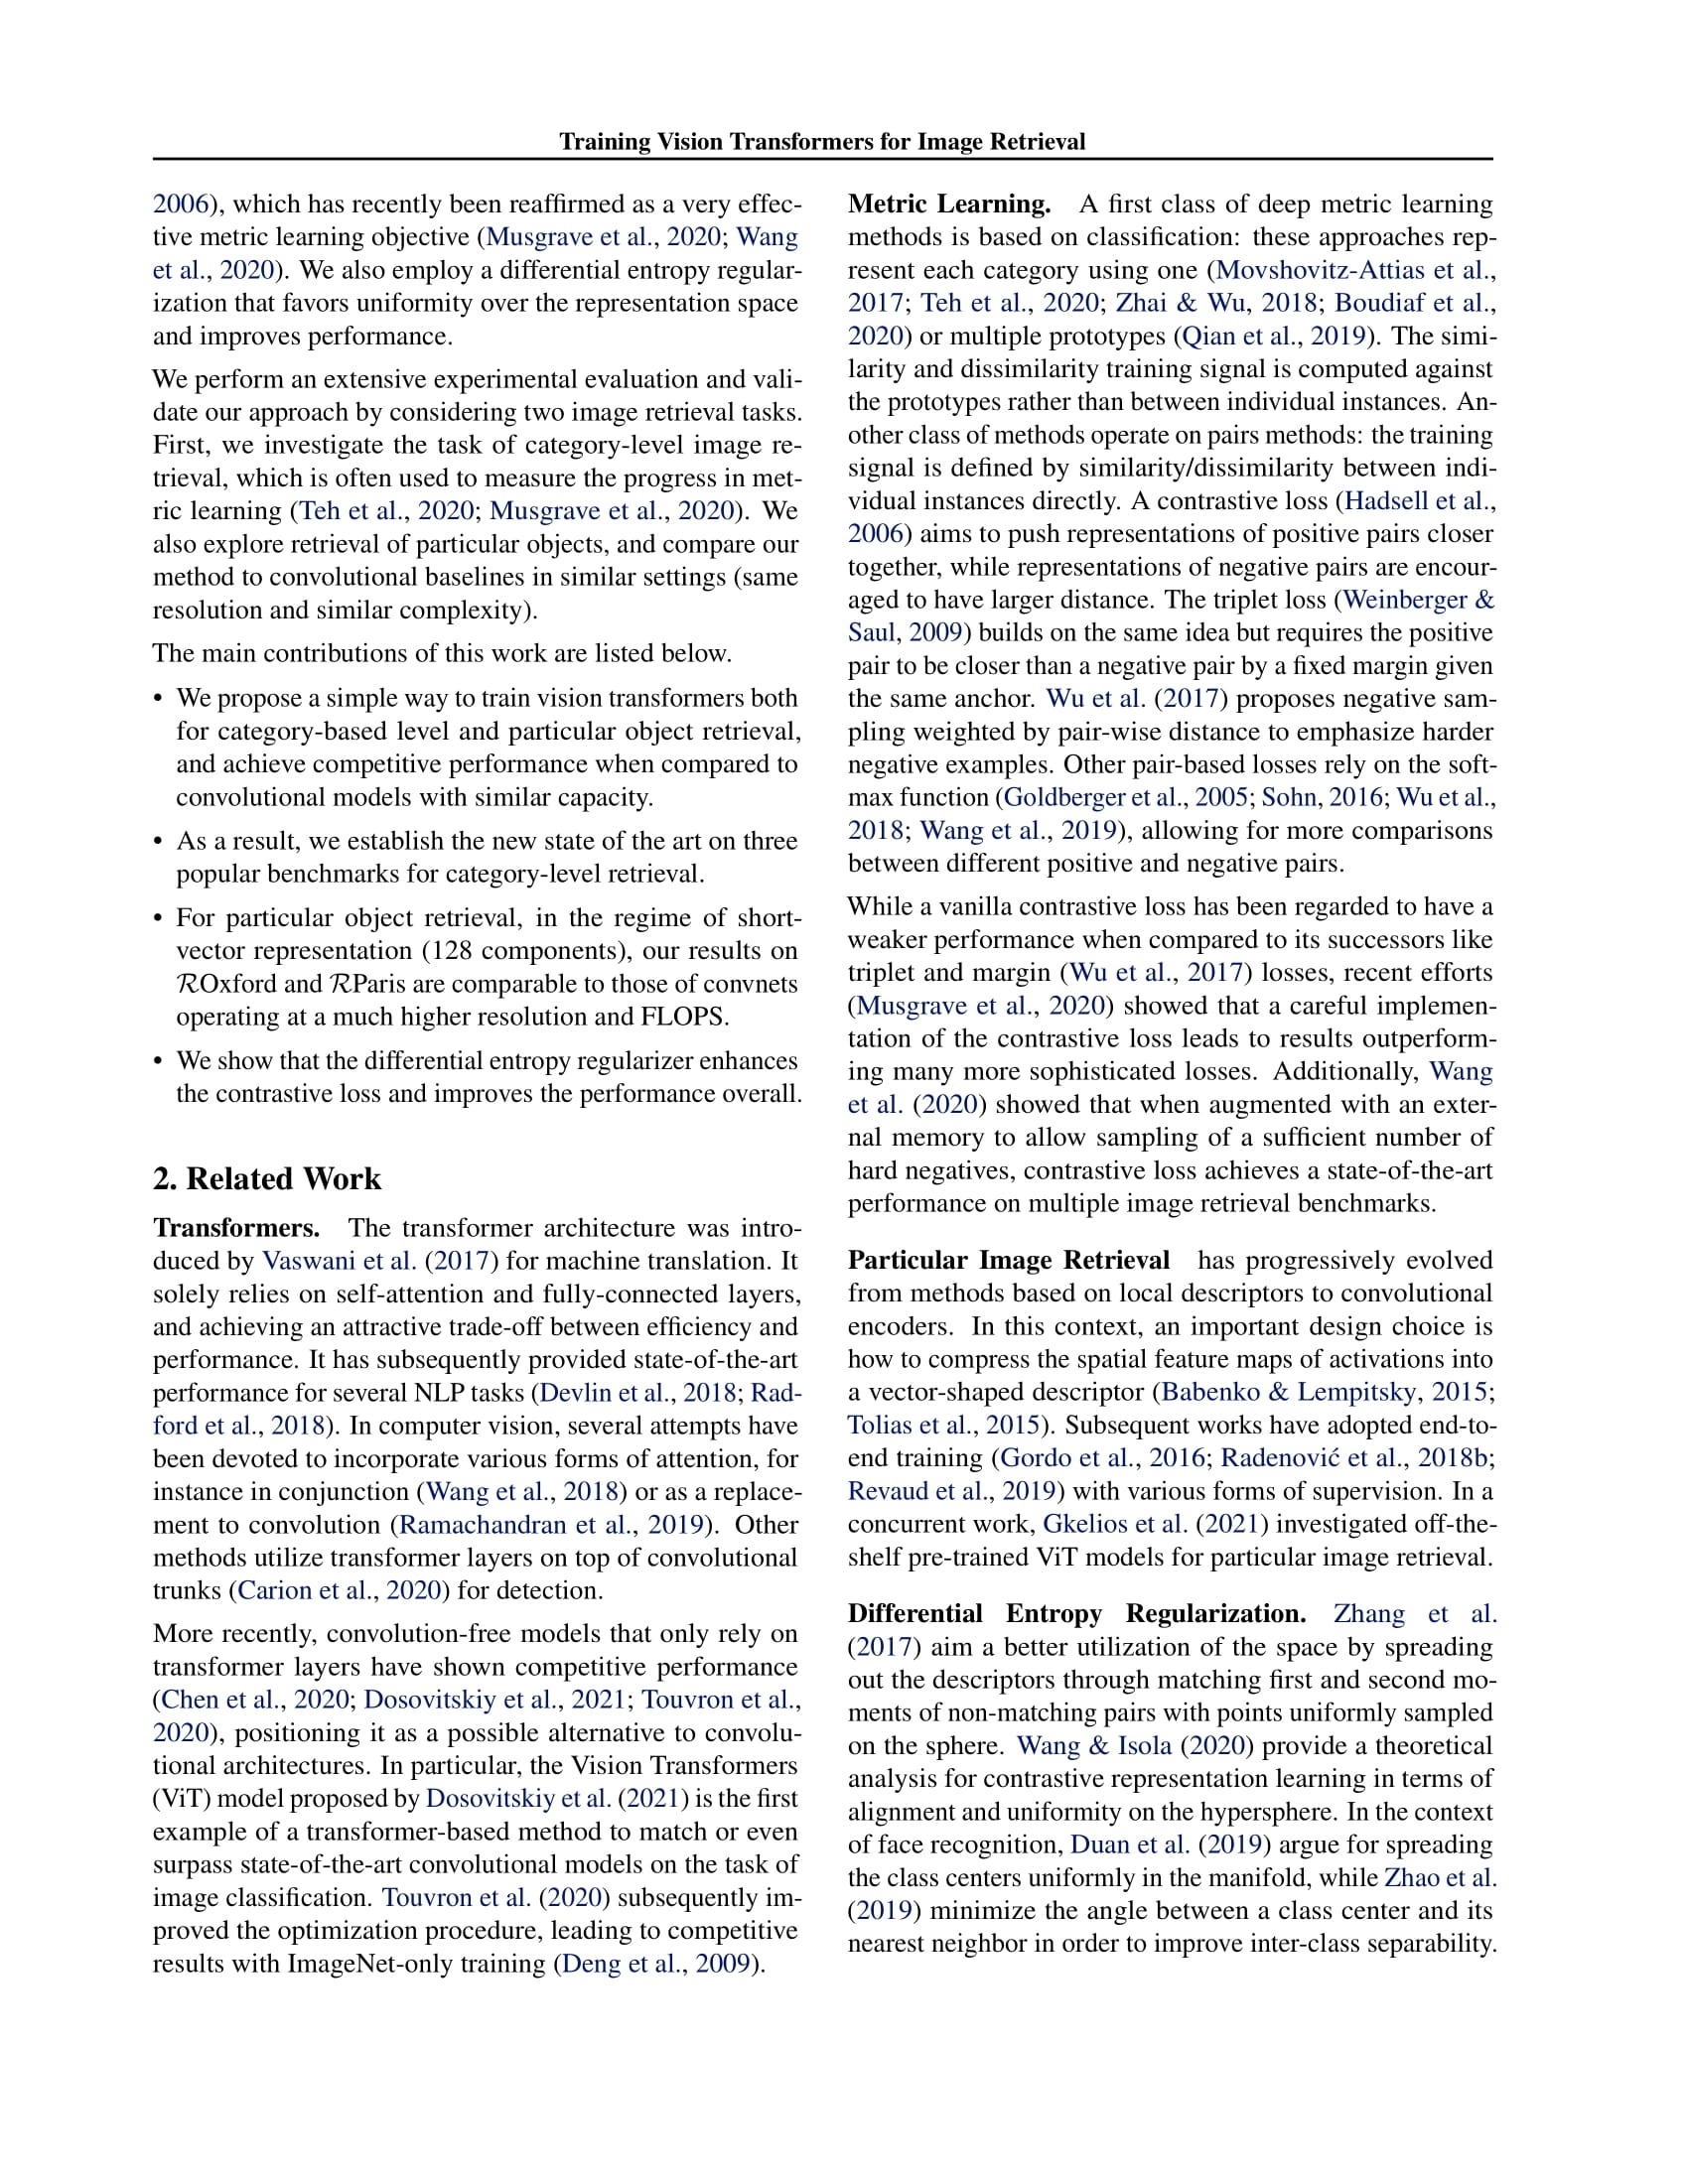 Training Vision Transformers for Image Retrieval
2006), which has recently been reaffirmed as a very effec-
tive metric learning objective (Musgrave et al., 2020; Wang
et al., 2020). We also employ a differential entropy regular-
ization that favors uniformity over the representation space
and improves performance.
We perform an extensive experimental evaluation and vali-
date our approach by considering two image retrieval tasks.
First, we investigate the task of category-level image re-
trieval, which is often used to measure the progress in met-
ric learning (Teh et al., 2020; Musgrave et al., 2020). We
also explore retrieval of particular objects, and compare our
method to convolutional baselines in similar settings (same
resolution and similar complexity).
The main contributions of this work are listed below.
• We propose a simple way to train vision transformers both
for category-based level and particular object retrieval,
and achieve competitive performance when compared to
convolutional models with similar capacity.
• As a result, we establish the new state of the art on three
popular benchmarks for category-level retrieval.
• For particular object retrieval, in the regime of short-
vector representation (128 components), our results on
ℛOxford and ℛParis are comparable to those of convnets
operating at a much higher resolution and FLOPS.
• We show that the differential entropy regularizer enhances
the contrastive loss and improves the performance overall.
2. Related Work
Transformers. The transformer architecture was intro-
duced by Vaswani et al. (2017) for machine translation. It
solely relies on self-attention and fully-connected layers,
and achieving an attractive trade-off between efficiency and
performance. It has subsequently provided state-of-the-art
performance for several NLP tasks (Devlin et al., 2018; Rad-
ford et al., 2018). In computer vision, several attempts have
been devoted to incorporate various forms of attention, for
instance in conjunction (Wang et al., 2018) or as a replace-
ment to convolution (Ramachandran et al., 2019). Other
methods utilize transformer layers on top of convolutional
trunks (Carion et al., 2020) for detection.
More recently, convolution-free models that only rely on
transformer layers have shown competitive performance
(Chen et al., 2020; Dosovitskiy et al., 2021; Touvron et al.,
2020), positioning it as a possible alternative to convolu-
tional architectures. In particular, the Vision Transformers
(ViT) model proposed by Dosovitskiy et al. (2021) is the first
example of a transformer-based method to match or even
surpass state-of-the-art convolutional models on the task of
image classification. Touvron et al. (2020) subsequently im-
proved the optimization procedure, leading to competitive
results with ImageNet-only training (Deng et al., 2009).
Metric Learning. A first class of deep metric learning
methods is based on classification: these approaches rep-
resent each category using one (Movshovitz-Attias et al.,
2017; Teh et al., 2020; Zhai & Wu, 2018; Boudiaf et al.,
2020) or multiple prototypes (Qian et al., 2019). The simi-
larity and dissimilarity training signal is computed against
the prototypes rather than between individual instances. An-
other class of methods operate on pairs methods: the training
signal is defined by similarity/dissimilarity between indi-
vidual instances directly. A contrastive loss (Hadsell et al.,
2006) aims to push representations of positive pairs closer
together, while representations of negative pairs are encour-
aged to have larger distance. The triplet loss (Weinberger &
Saul, 2009) builds on the same idea but requires the positive
pair to be closer than a negative pair by a fixed margin given
the same anchor. Wu et al. (2017) proposes negative sam-
pling weighted by pair-wise distance to emphasize harder
negative examples. Other pair-based losses rely on the soft-
max function (Goldberger et al., 2005; Sohn, 2016; Wu et al.,
2018; Wang et al., 2019), allowing for more comparisons
between different positive and negative pairs.
While a vanilla contrastive loss has been regarded to have a
weaker performance when compared to its successors like
triplet and margin (Wu et al., 2017) losses, recent efforts
(Musgrave et al., 2020) showed that a careful implemen-
tation of the contrastive loss leads to results outperform-
ing many more sophisticated losses. Additionally, Wang
et al. (2020) showed that when augmented with an exter-
nal memory to allow sampling of a sufficient number of
hard negatives, contrastive loss achieves a state-of-the-art
performance on multiple image retrieval benchmarks.
Particular Image Retrieval has progressively evolved
from methods based on local descriptors to convolutional
encoders. In this context, an important design choice is
how to compress the spatial feature maps of activations into
a vector-shaped descriptor (Babenko & Lempitsky, 2015;
Tolias et al., 2015). Subsequent works have adopted end-to-
end training (Gordo et al., 2016; Radenović et al., 2018b;
Revaud et al., 2019) with various forms of supervision. In a
concurrent work, Gkelios et al. (2021) investigated off-the-
shelf pre-trained ViT models for particular image retrieval.
Differential Entropy Regularization. Zhang et al.
(2017) aim a better utilization of the space by spreading
out the descriptors through matching first and second mo-
ments of non-matching pairs with points uniformly sampled
on the sphere. Wang & Isola (2020) provide a theoretical
analysis for contrastive representation learning in terms of
alignment and uniformity on the hypersphere. In the context
of face recognition, Duan et al. (2019) argue for spreading
the class centers uniformly in the manifold, while Zhao et al.
(2019) minimize the angle between a class center and its
nearest neighbor in order to improve inter-class separability.